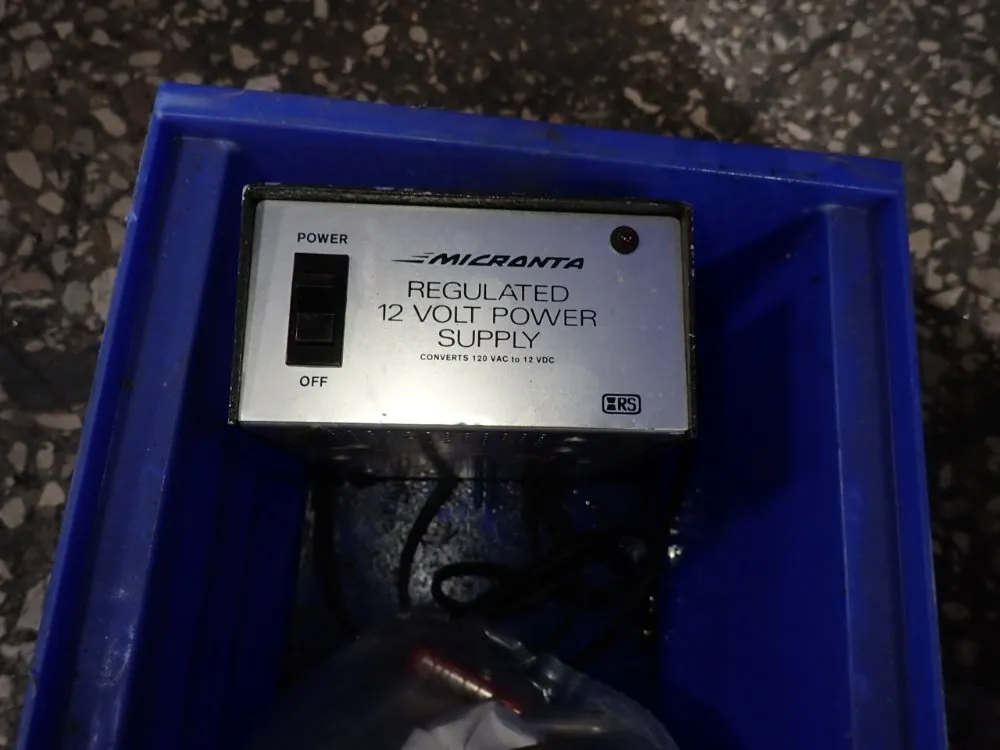 POWER
MICRONTA
REGULATED
12 VOLT POWER
SUPPLY
CONVERTS 120 VAC to 12 VDC
OFF
RS